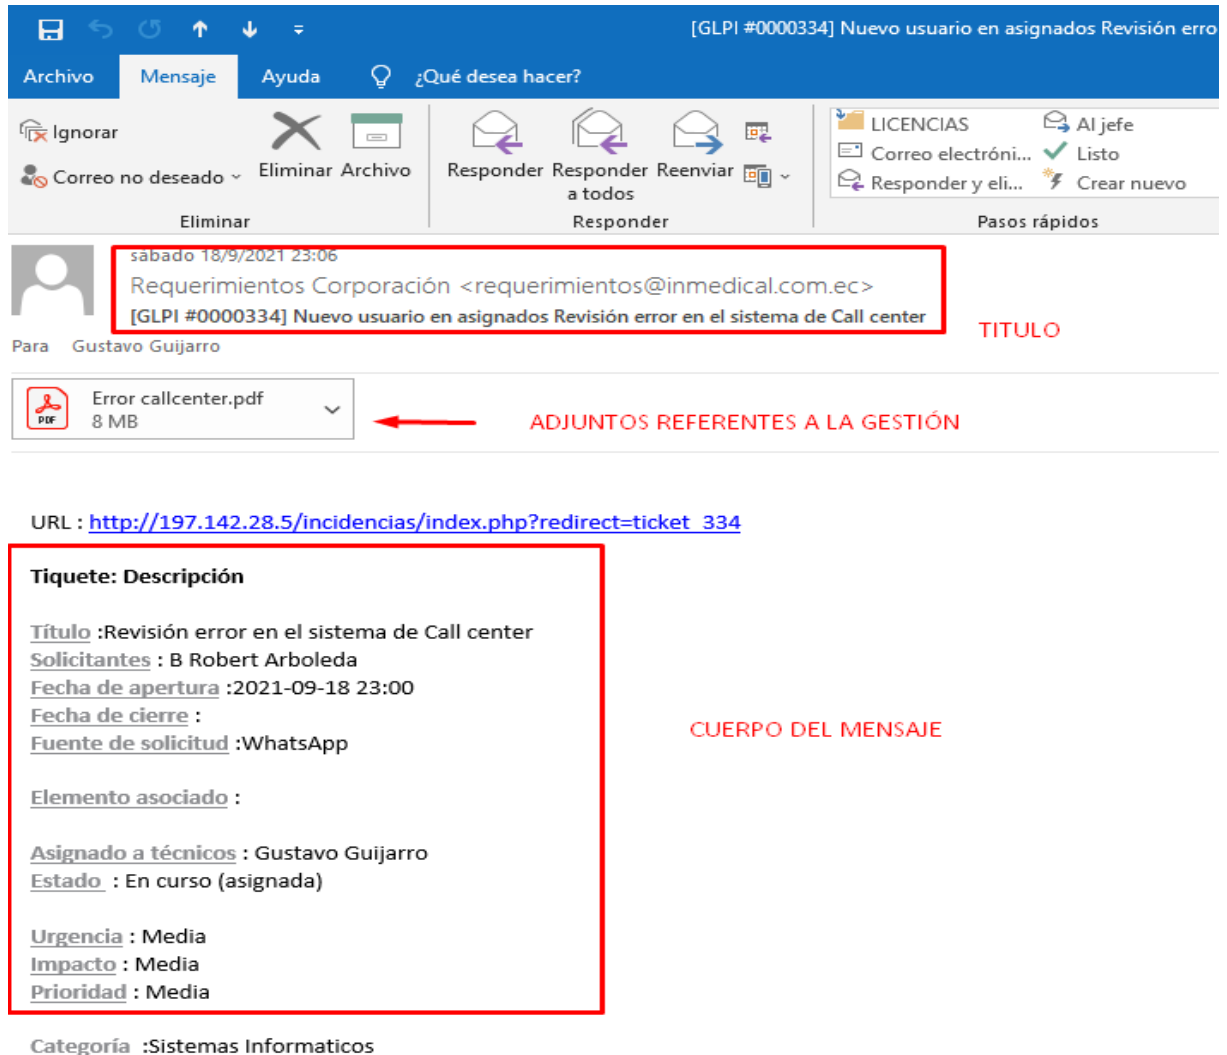 [GLPI #0000334] Nuevo usuario en asignados Revisión erro
Archivo Mensaje Ayuda ¿Qué desea hacer?
Ignorar
Correo no deseado
Eliminar Archivo
Eliminar
Responder Responder a todos Reenviar
Responder
LICENCIAS Al jefe
Correo electróni... Listo
Responder y eli... Crear nuevo
Pasos rápidos
sábado 18/9/2021 23:06
Requerimientos Corporación <requerimientos@inmedical.com.ec>
[GLPI #0000334] Nuevo usuario en asignados Revisión error en el sistema de Call center
TITULO
Para Gustavo Guijarro
PDF
Error callcenter.pdf
8 MB
ADJUNTOS REFERENTES A LA GESTIÓN
URL : http://197.142.28.5/incidencias/index.php?redirect=ticket_334
Tiquete: Descripción
Título :Revisión error en el sistema de Call center
Solicitantes : B Robert Arboleda
Fecha de apertura :2021-09-18 23:00
Fecha de cierre :
Fuente de solicitud :WhatsApp
CUERPO DEL MENSAJE
Elemento asociado :
Asignado a técnicos : Gustavo Guijarro
Estado : En curso (asignada)
Urgencia : Media
Impacto : Media
Prioridad : Media
Categoría :Sistemas Informaticos